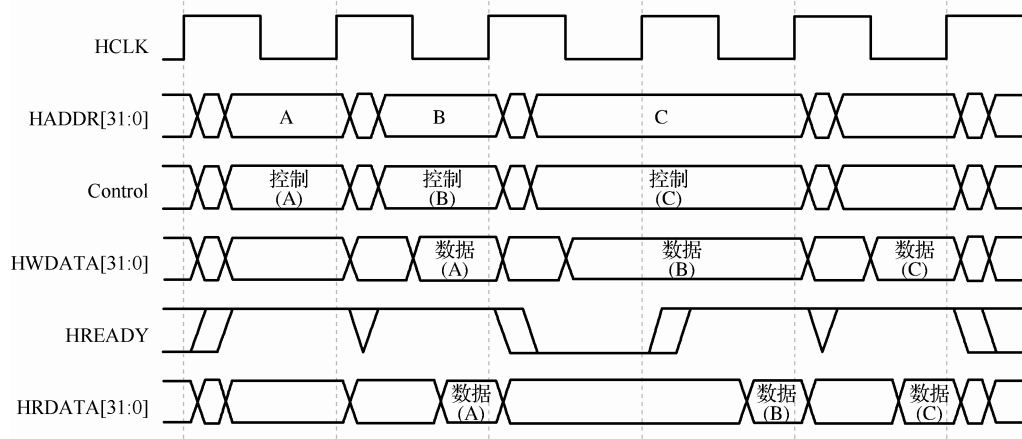 HCLK
HADDR[31:0]
A
B
C
Control
控制
(A)
控制
(B)
控制
(C)
HWDATA[31:0]
数据
(A)
数据
(B)
数据
(C)
HREADY
HRDATA[31:0]
数据
(A)
数据
(B)
数据
(C)